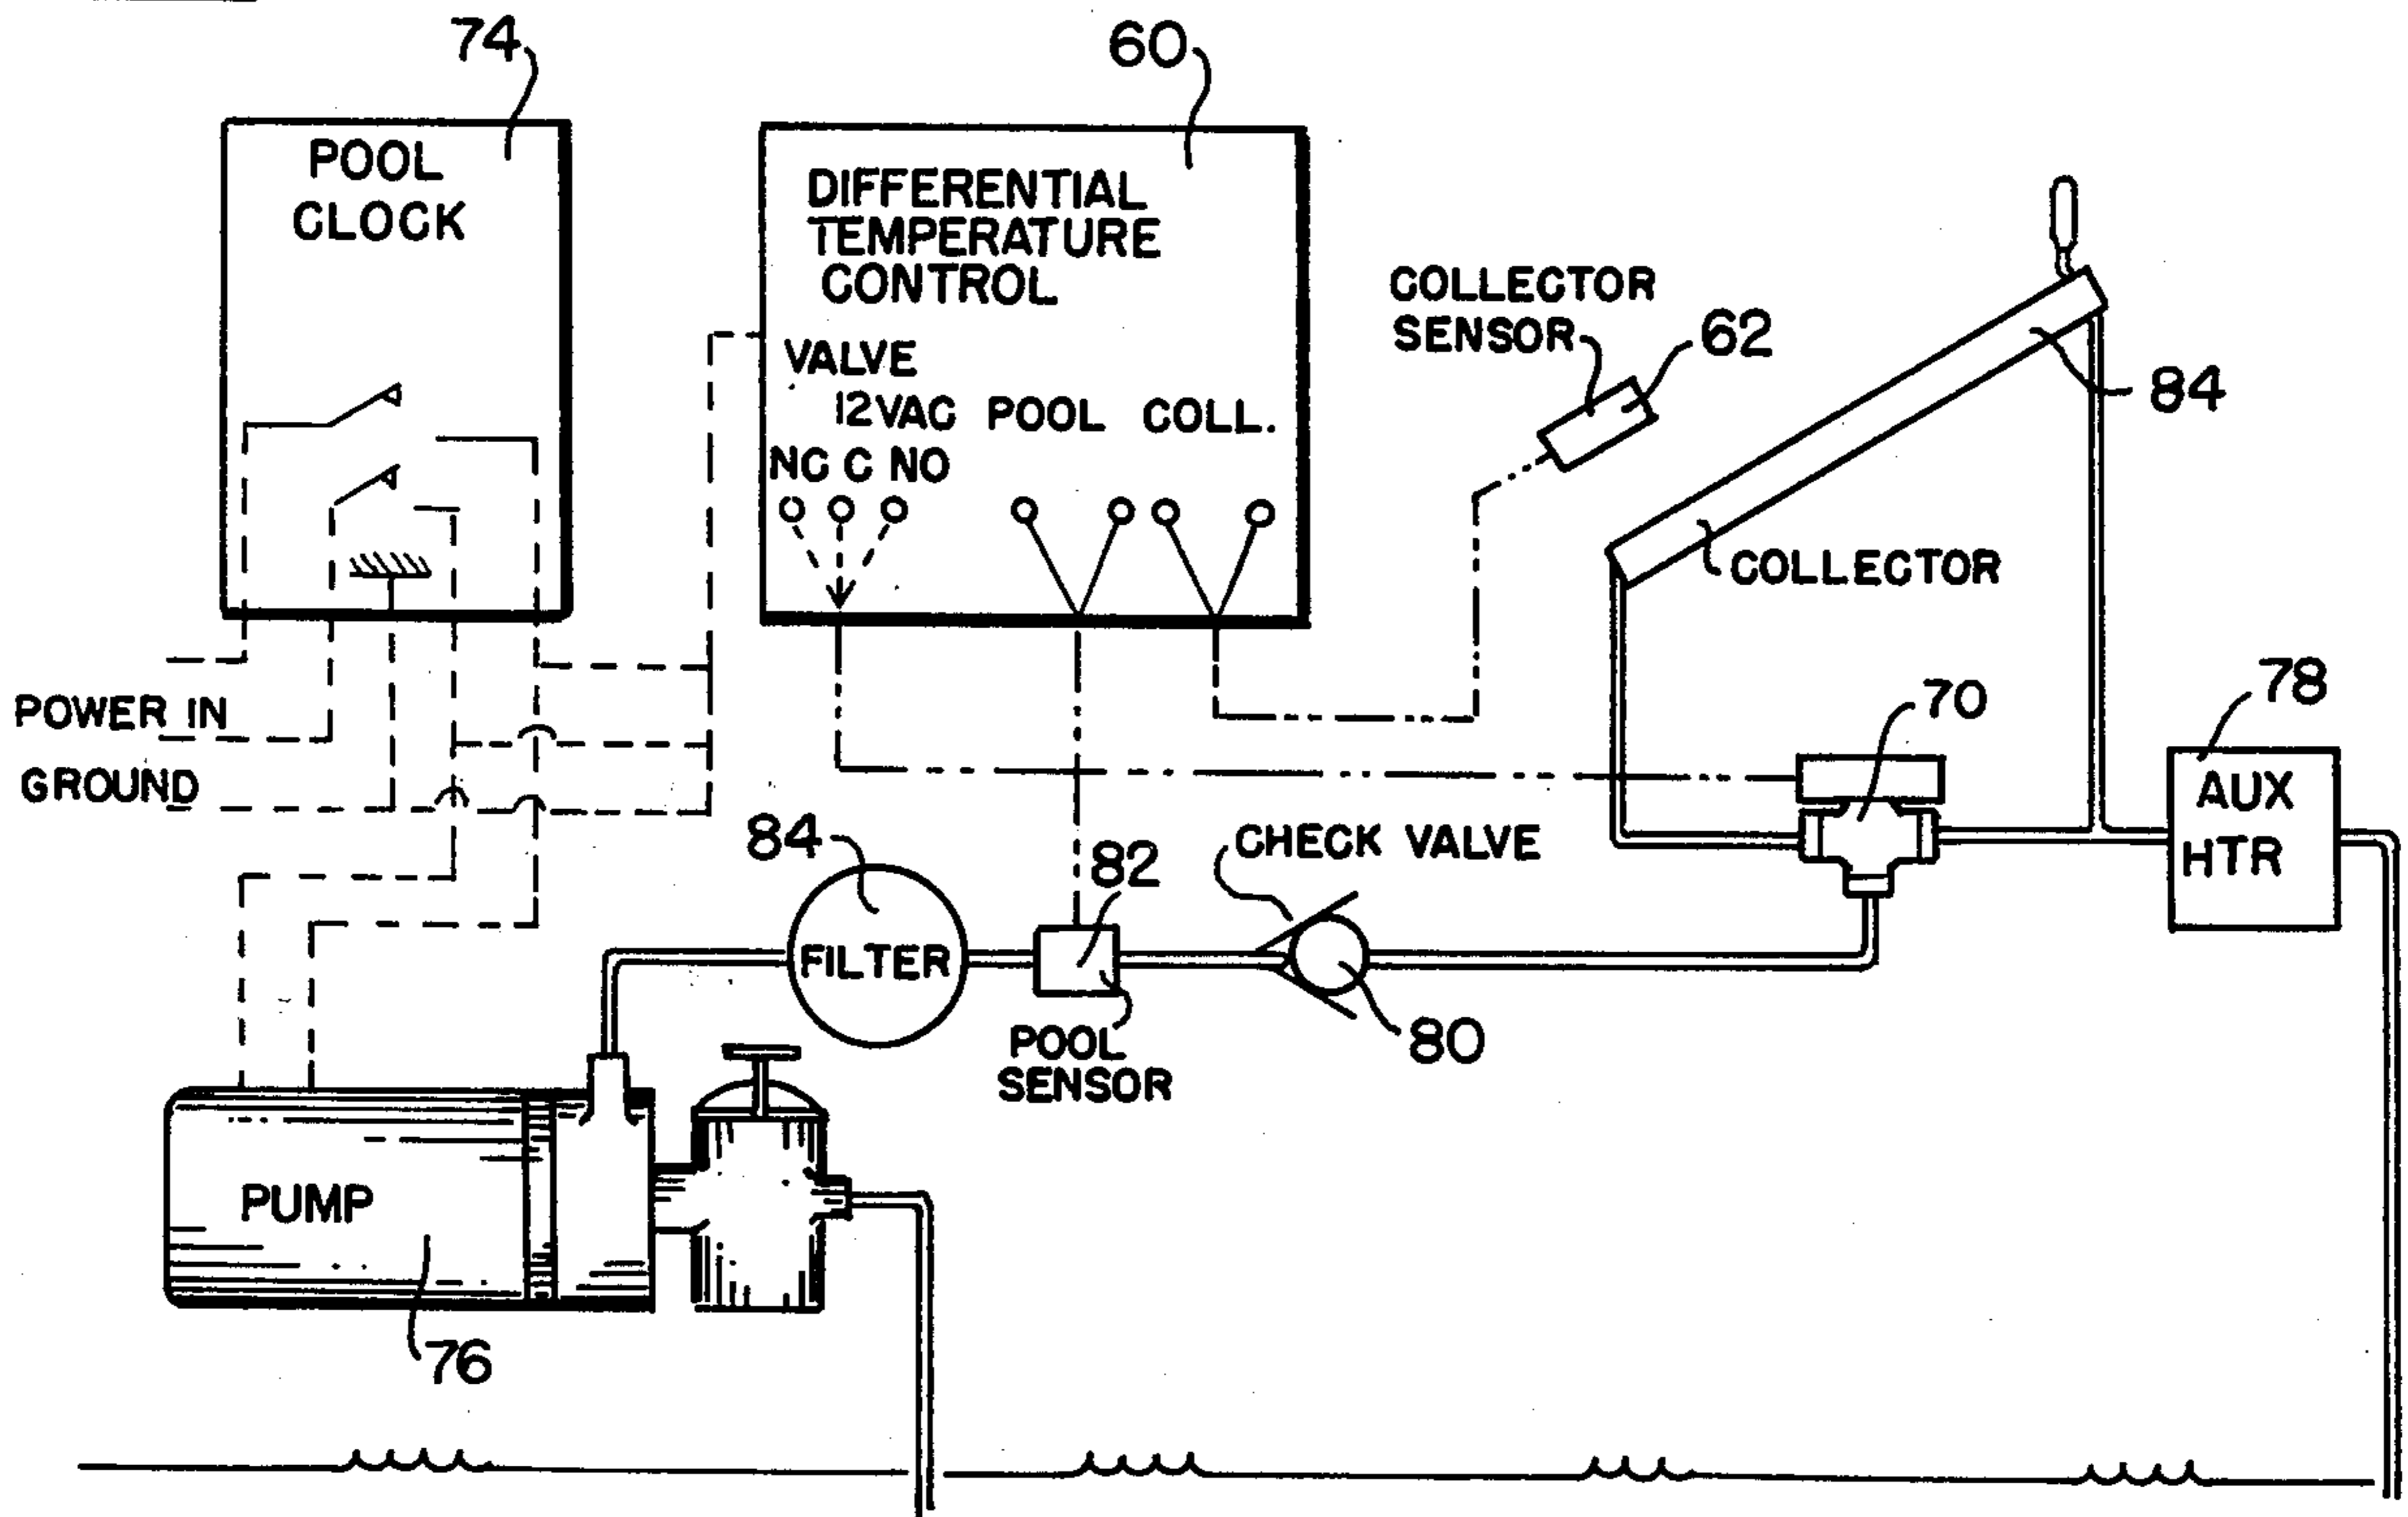 74
60
POOL
CLOCK
DIFFERENTIAL
TEMPERATURE
CONTROL
VALVE
12VAC POOL COLL.
NC C NO
COLLECTOR
SENSOR
62
84
COLLECTOR
POWER IN
GROUND
70
78
AUX
HTR
84
82
CHECK VALVE
FILTER
80
POOL
SENSOR
PUMP
76